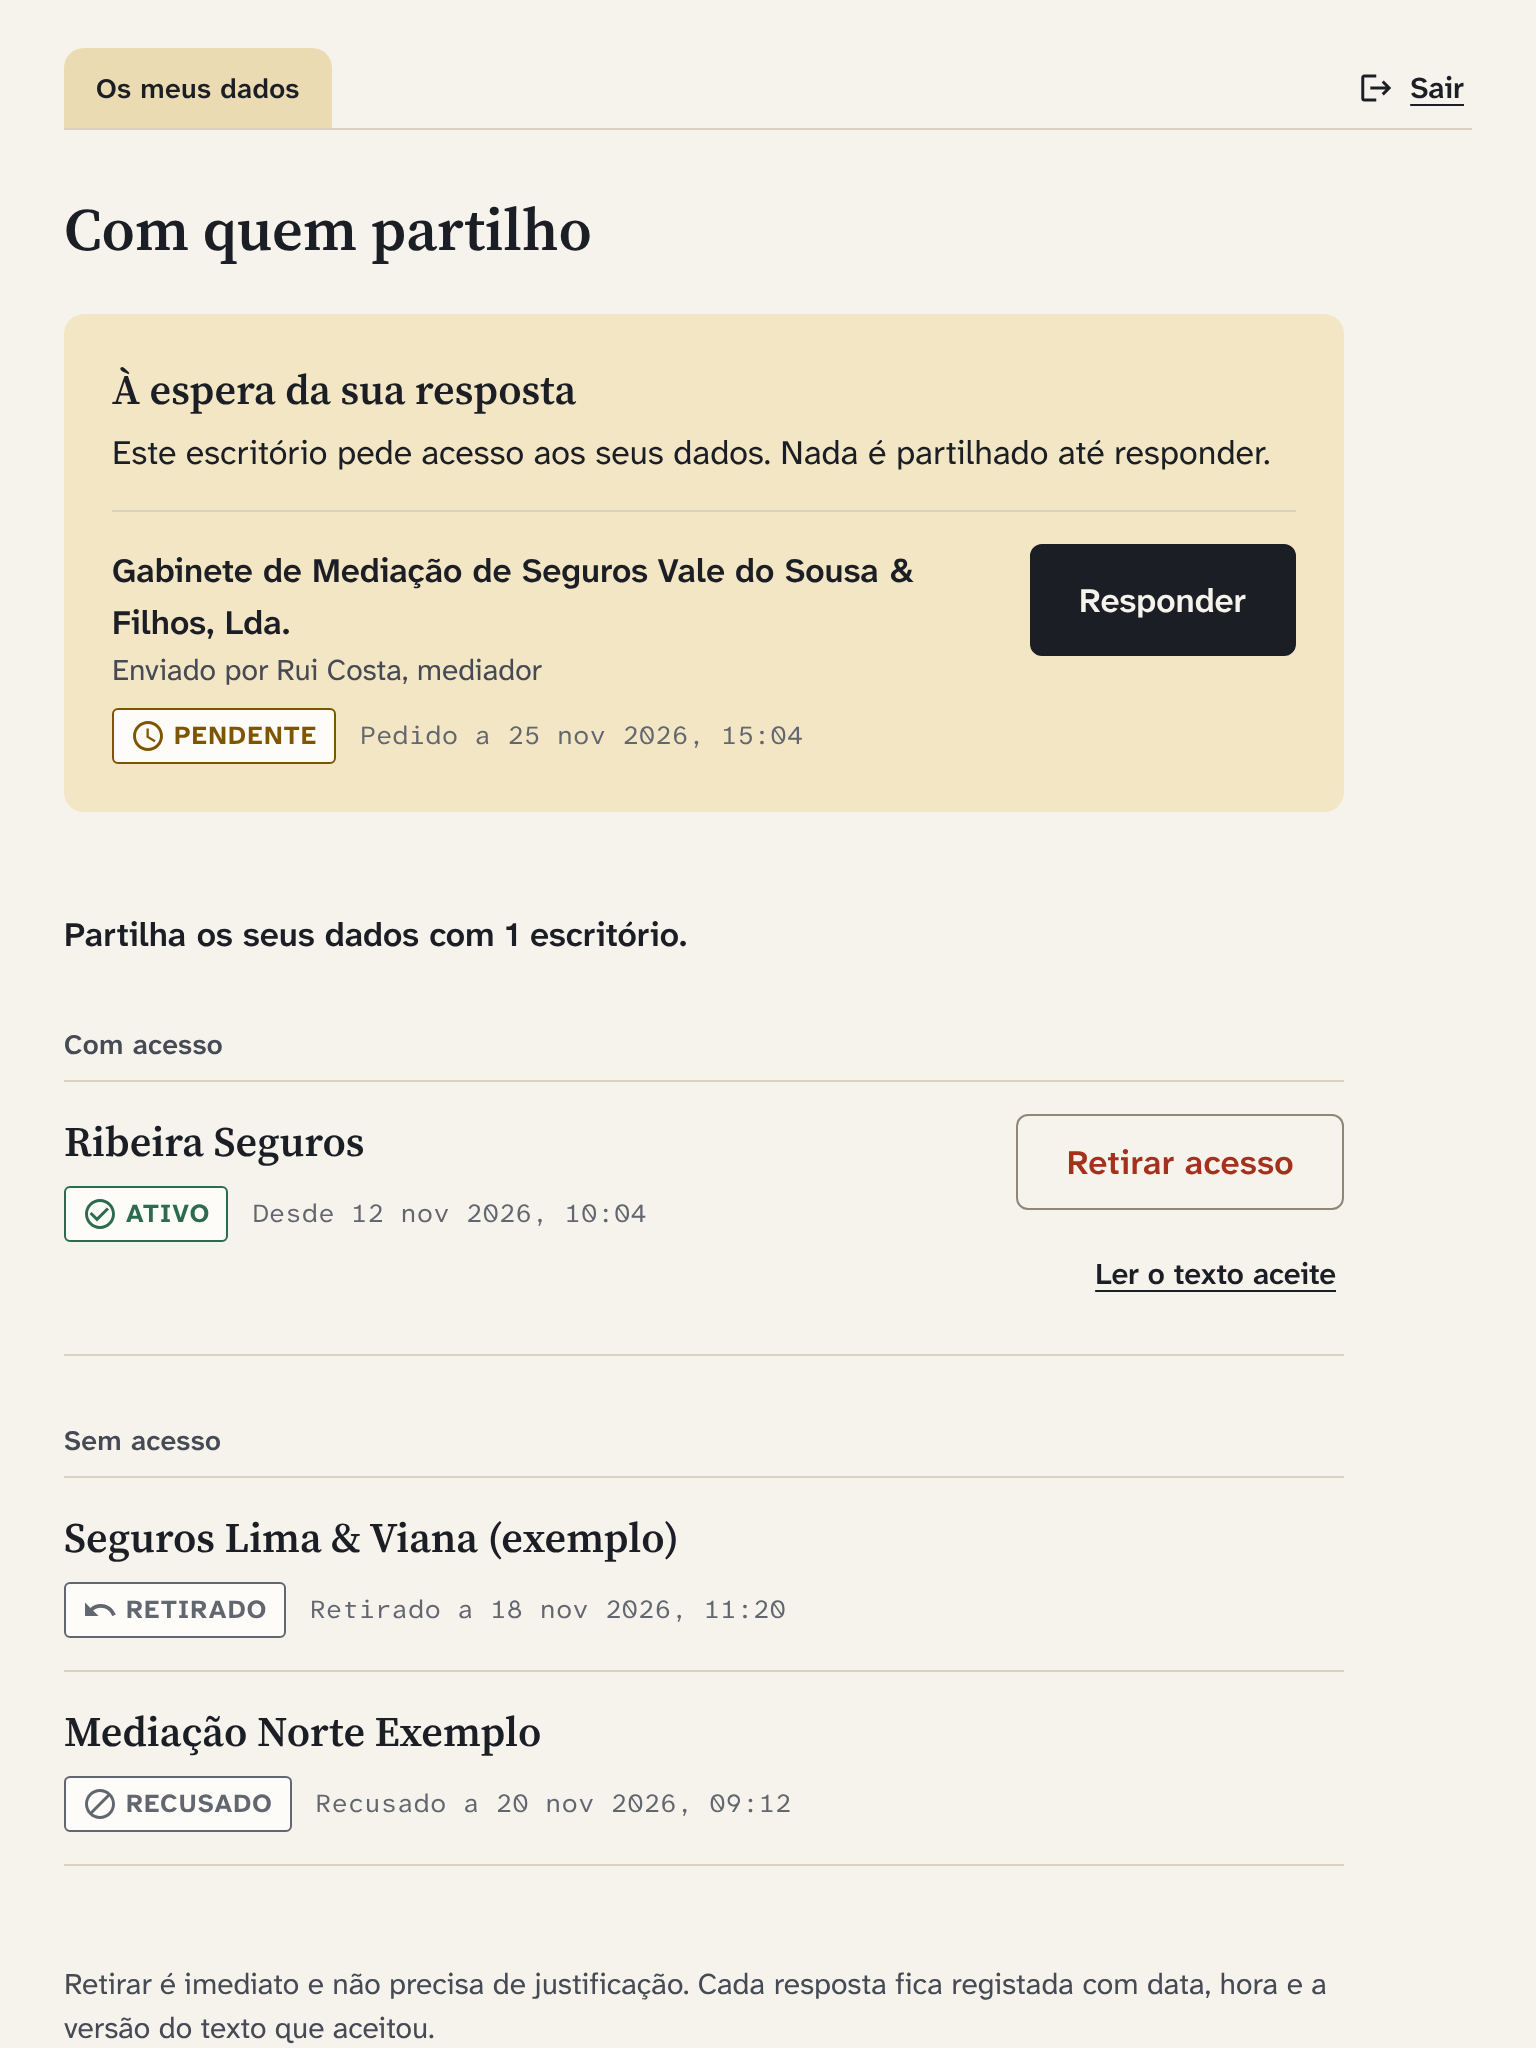 Os meus dados
Sair
Com quem partilho
À espera da sua resposta
Este escritório pede acesso aos seus dados. Nada é partilhado até responder.
Gabinete de Mediação de Seguros Vale do Sousa &
Filhos, Lda.
Responder
Enviado por Rui Costa, mediador
PENDENTE Pedido a 25 nov 2026, 15:04
Partilha os seus dados com 1 escritório.
Com acesso
Ribeira Seguros
Retirar acesso
ATIVO Desde 12 nov 2026, 10:04
Ler o texto aceite
Sem acesso
Seguros Lima & Viana (exemplo)
RETIRADO Retirado a 18 nov 2026, 11:20
Mediação Norte Exemplo
RECUSADO Recusado a 20 nov 2026, 09:12
Retirar é imediato e não precisa de justificação. Cada resposta fica registada com data, hora e a
versão do texto que aceitou.